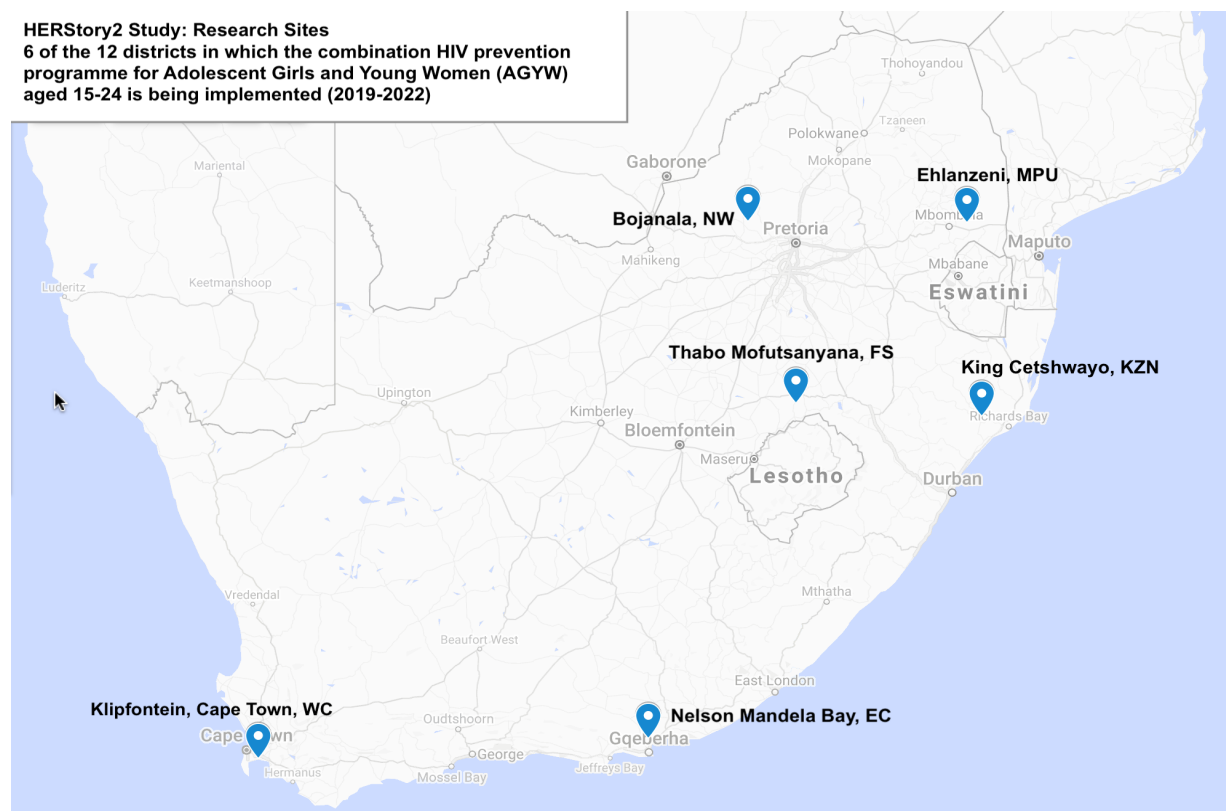 HERStory2 Study: Research Sites
6 of the 12 districts in which the combination HIV prevention
programme for Adolescent Girls and Young Women (AGYW)
aged 15-24 is being implemented (2019-2022)
Thohoyandou
Tzaneen
Polokwane
Mokopane
Mariental
Gaborone
Ehlanzeni, MPU
Bojanala, NW
Pretoria
Maputo
Mahikeng
Mbabane
Eswatini
Keetmanshoop
Luderitz
Thabo Mofutsanyana, FS
King Cetshwayo, KZN
Upington
Kimberley
Richards Bay
Bloemfontein
Maseru
Lesotho
Durban
Vredendal
Mthatha
Beaufort West
East London
Klipfontein, Cape Town, WC
Nelson Mandela Bay, EC
Oudtshoorn
Gqeberha
George
Jeffreys Bay
Hermanus
Mossel Bay